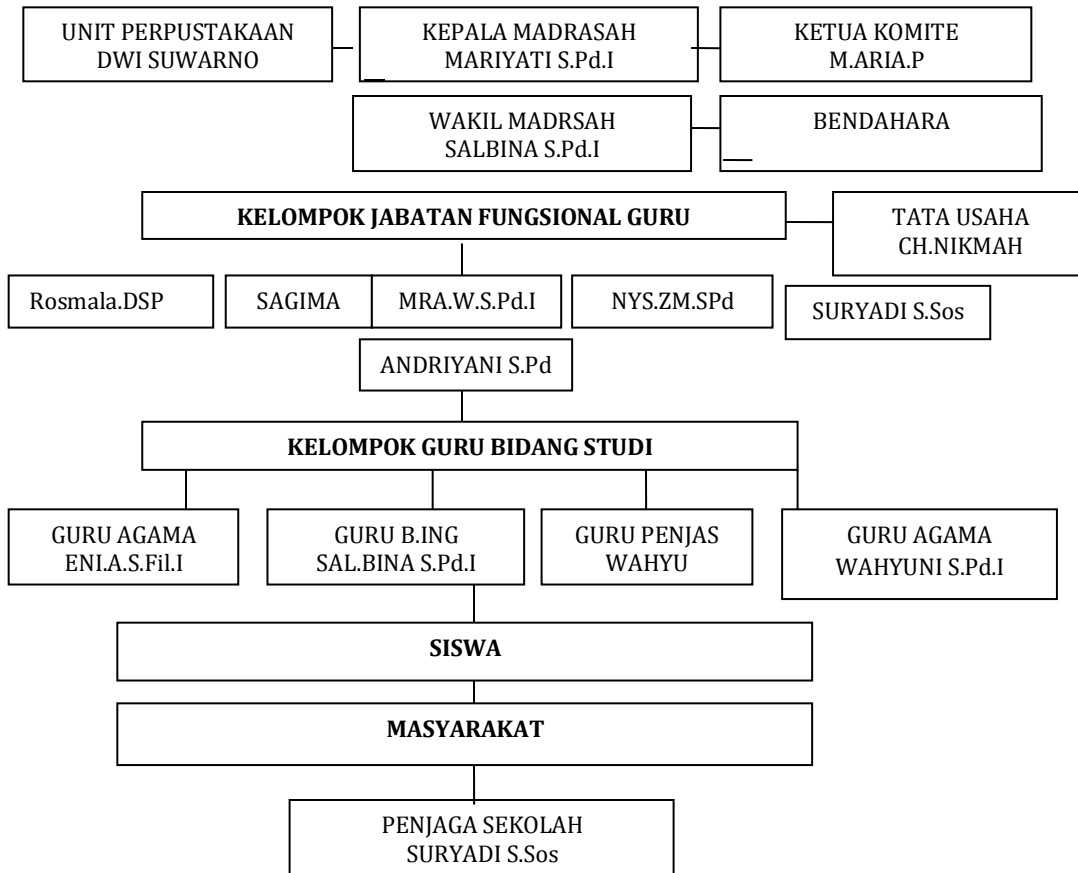 UNIT PERPUSTAKAAN
DWI SUWARNO
KEPALA MADRASAH
MARIYATI S.Pd.I
KETUA KOMITE
M.ARIA.P
WAKIL MADRSAH
SALBINA S.Pd.I
BENDAHARA
KELOMPOK JABATAN FUNGSIONAL GURU
TATA USAHA
CH.NIKMAH
Rosmala.DSP
SAGIMA
MRA.W.S.Pd.I
NYS.ZM.SPd
SURYADI S.Sos
ANDRIYANI S.Pd
KELOMPOK GURU BIDANG STUDI
GURU AGAMA
ENI.A.S.Fil.I
GURU B.ING
SAL.BINA S.Pd.I
GURU PENJAS
WAHYU
GURU AGAMA
WAHYUNI S.Pd.I
SISWA
MASYARAKAT
PENJAGA SEKOLAH
SURYADI S.Sos